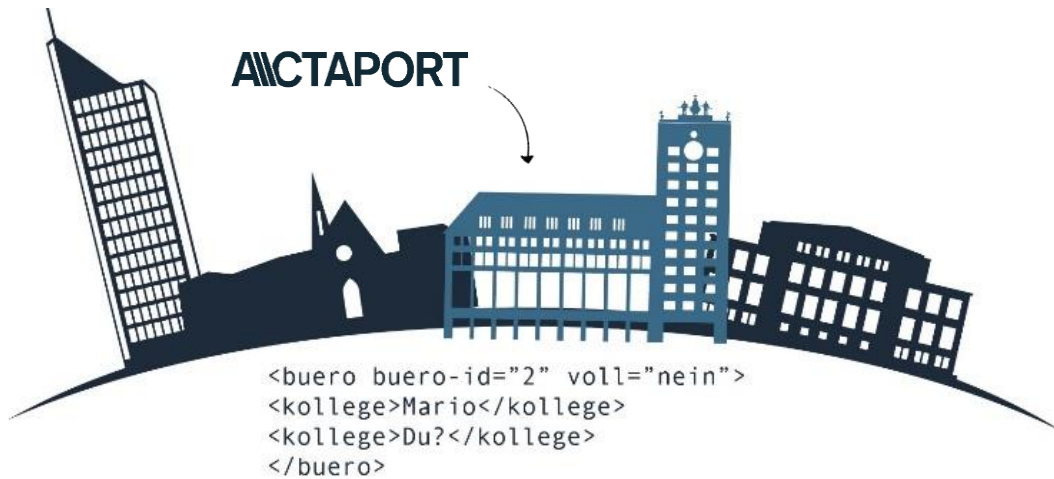 ACTAPORT
<buero buero-id=”2” voll=”nein”>
<kollege>Mario</kollege>
<kollege>Du?</kollege>
</buero>